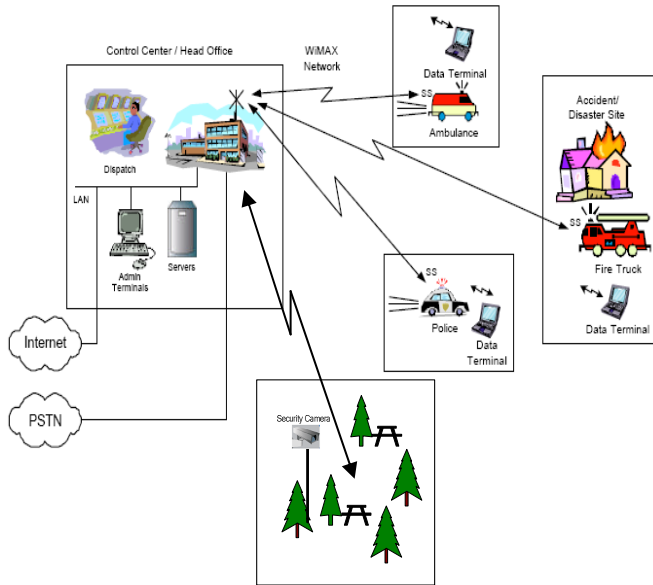 Control Center / Head Office
WiMAX
Network
Dispatch
LAN
Admin
Terminals
Servers
Internet
PSTN
Data Terminal
SS
Ambulance
Accident/
Disaster Site
SS
Fire Truck
Data Terminal
SS
Police
Data
Terminal
Security Camera